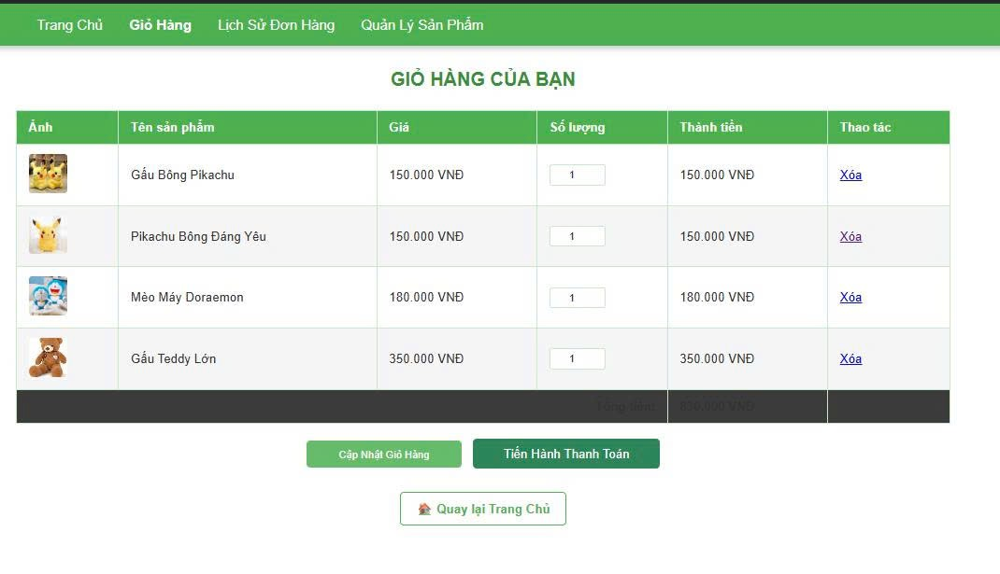 Trang Chủ Giỏ Hàng Lịch Sử Đơn Hàng Quản Lý Sản Phẩm
GIỎ HÀNG CỦA BẠN
Ảnh Tên sản phẩm Giá Số lượng Thành tiền Thao tác
Gấu Bông Pikachu 150.000 VNĐ 1 150.000 VNĐ Xóa
Pikachu Bông Đáng Yêu 150.000 VNĐ 1 150.000 VNĐ Xóa
Mèo Máy Doraemon 180.000 VNĐ 1 180.000 VNĐ Xóa
Gấu Teddy Lớn 350.000 VNĐ 1 350.000 VNĐ Xóa
Tổng tiền: 830.000 VNĐ
Cập Nhật Giỏ Hàng Tiến Hành Thanh Toán
Quay lại Trang Chủ